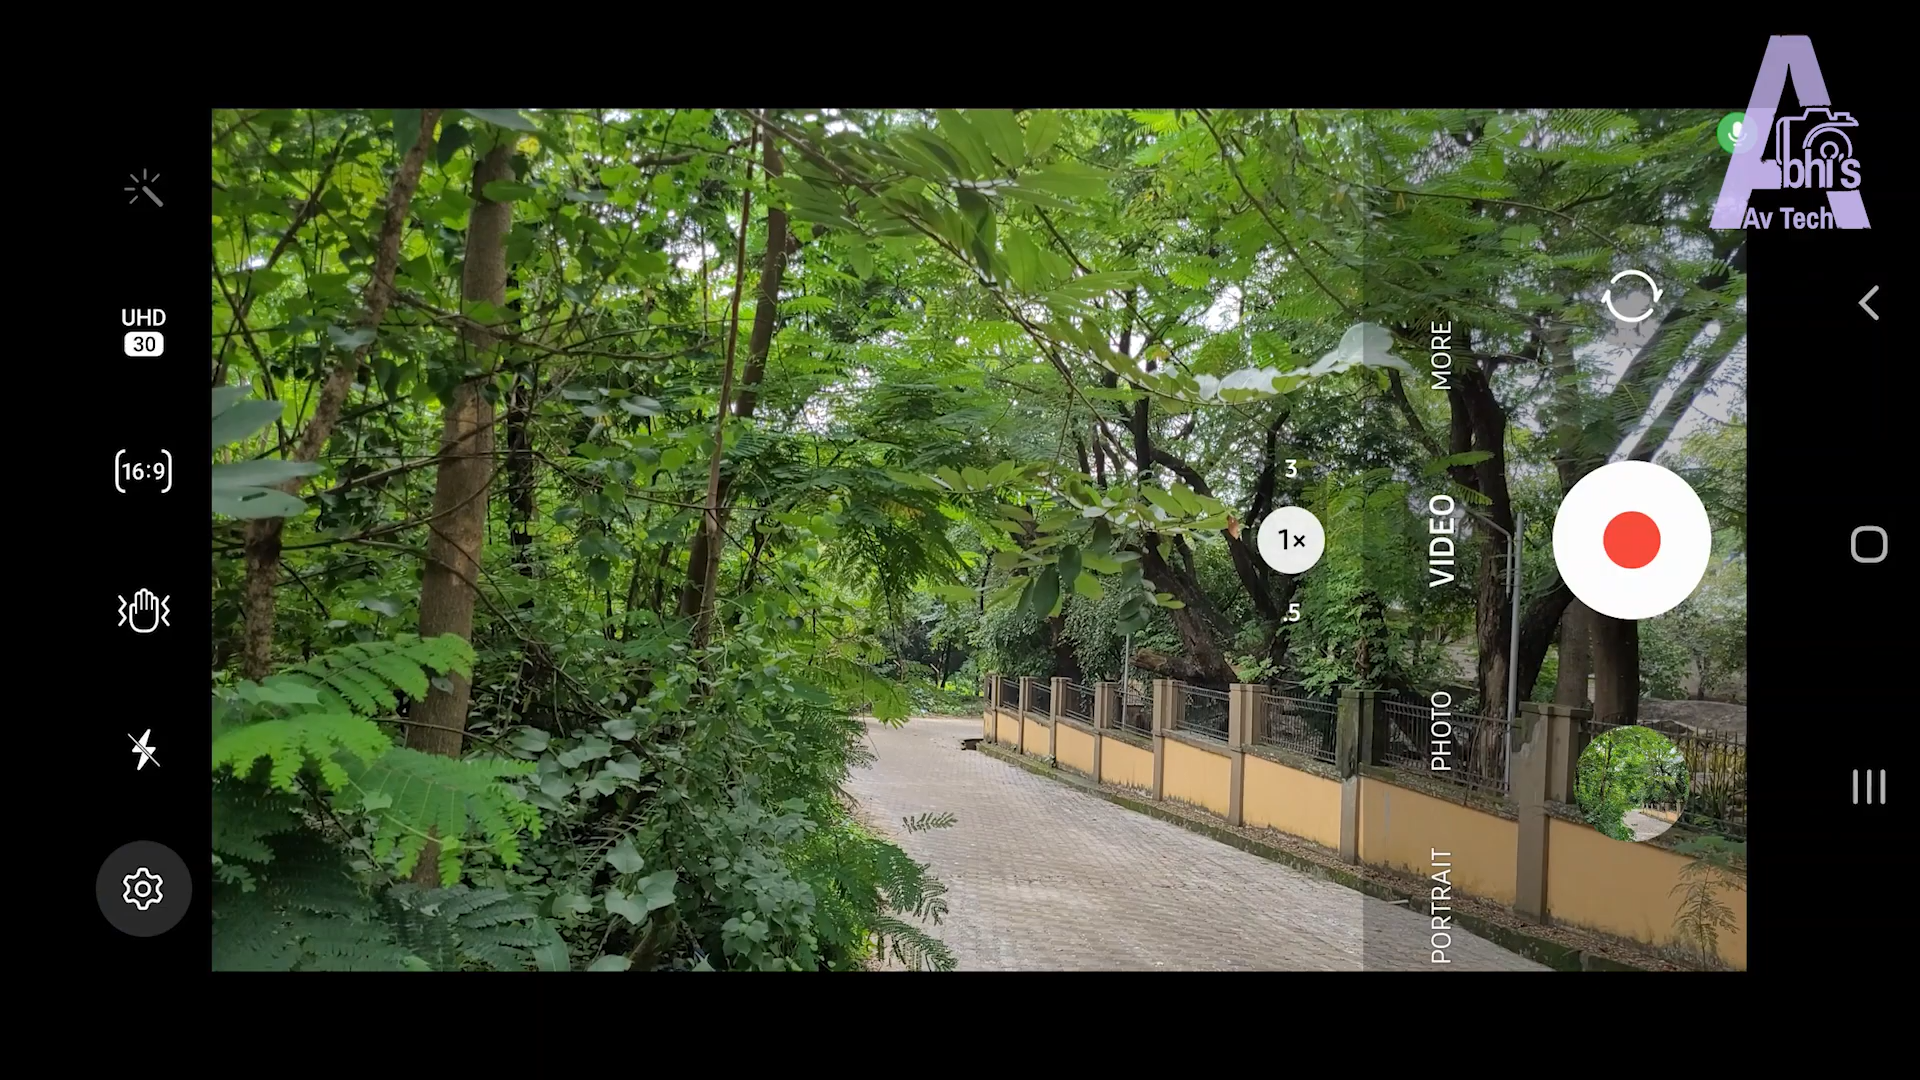 UHD
30
16:9
3
1×
.5
MORE
VIDEO
PHOTO
PORTRAIT
Abhi's
Av Tech